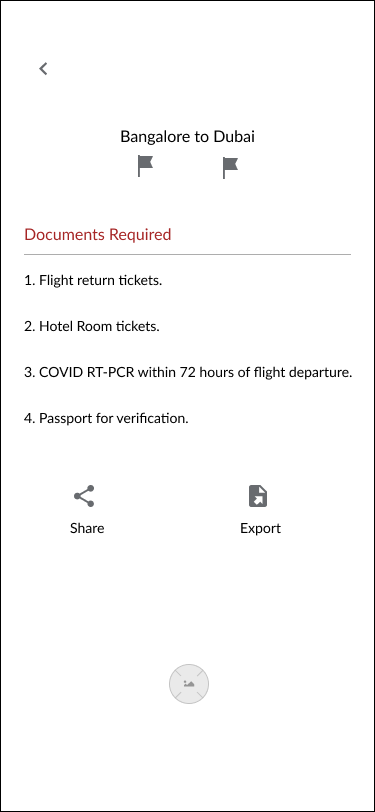 Bangalore to Dubai
Documents Required
1. Flight return tickets.
2. Hotel Room tickets.
3. COVID RT-PCR within 72 hours of flight departure.
4. Passport for verification.
Share
Export